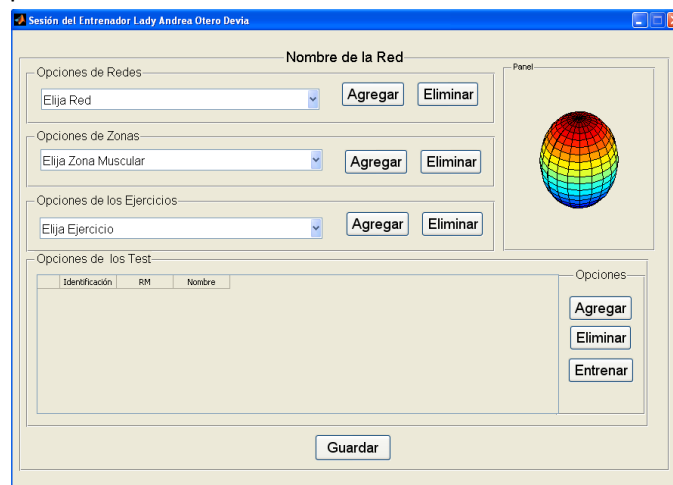 Sesión del Entrenador Lady Andrea Otero Devia
Nombre de la Red
Opciones de Redes
Elija Red
Agregar
Eliminar
Panel
Opciones de Zonas
Elija Zona Muscular
Agregar
Eliminar
Opciones de los Ejercicios
Elija Ejercicio
Agregar
Eliminar
Opciones de los Test
Identificación RM Nombre
Opciones
Agregar
Eliminar
Entrenar
Guardar